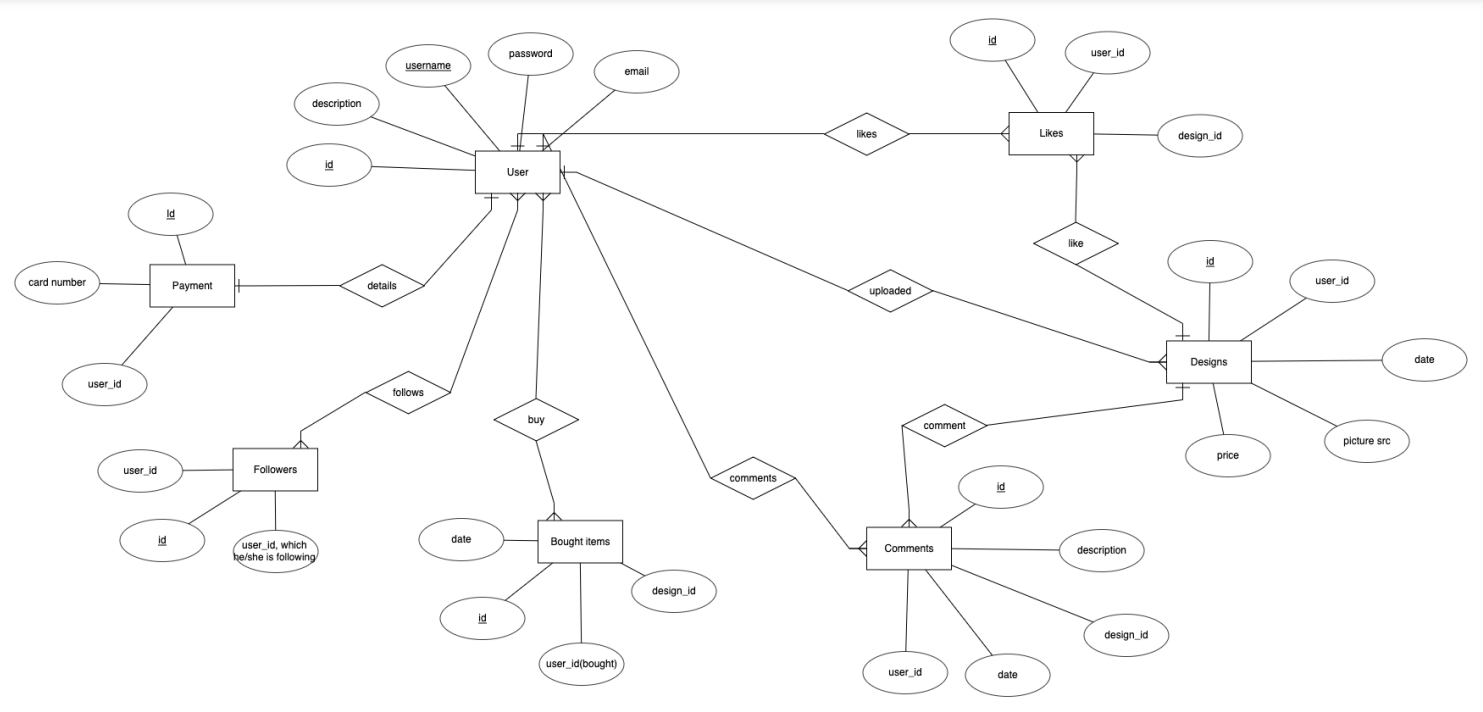 id
user_id
password
username
email
description
likes
Likes
design_id
id
User
Id
like
id
user_id
card number
Payment
details
uploaded
Designs
date
user_id
follows
buy
comment
picture src
price
user_id
Followers
comments
id
id
user_id, which
he/she is following
date
Bought items
Comments
description
id
design_id
design_id
user_id(bought)
user_id
date